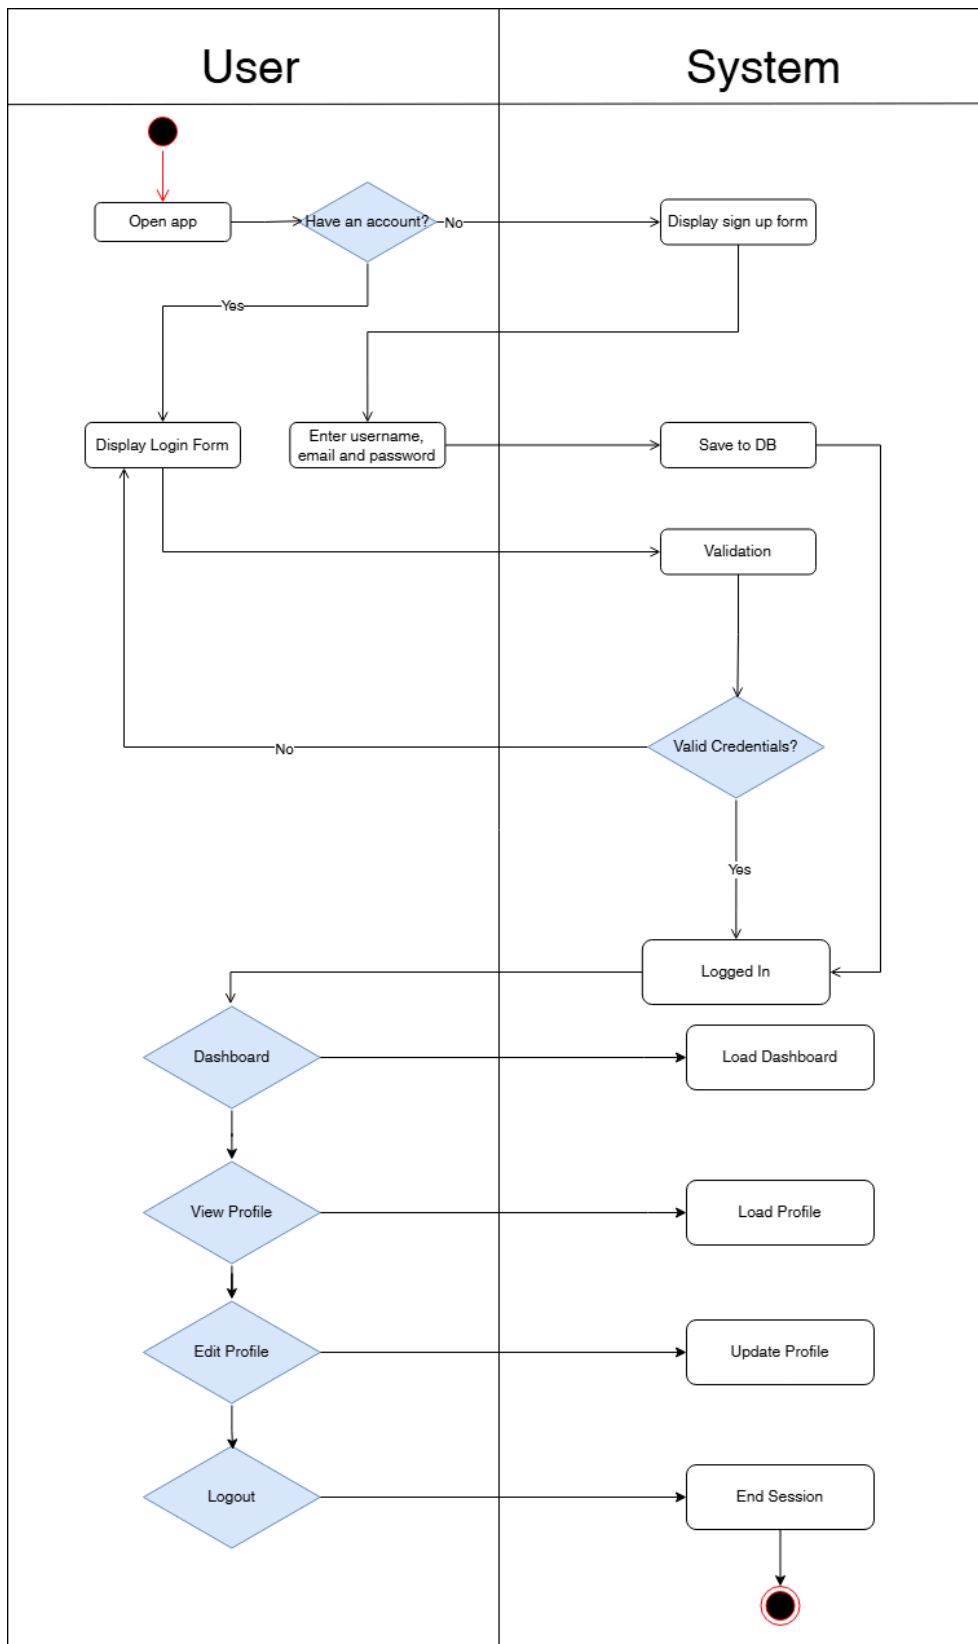 User
System
Open app
Have an account?
No
Display sign up form
Yes
Display Login Form
Enter username,
email and password
Save to DB
Validation
Valid Credentials?
No
Yes
Logged In
Dashboard
Load Dashboard
View Profile
Load Profile
Edit Profile
Update Profile
Logout
End Session